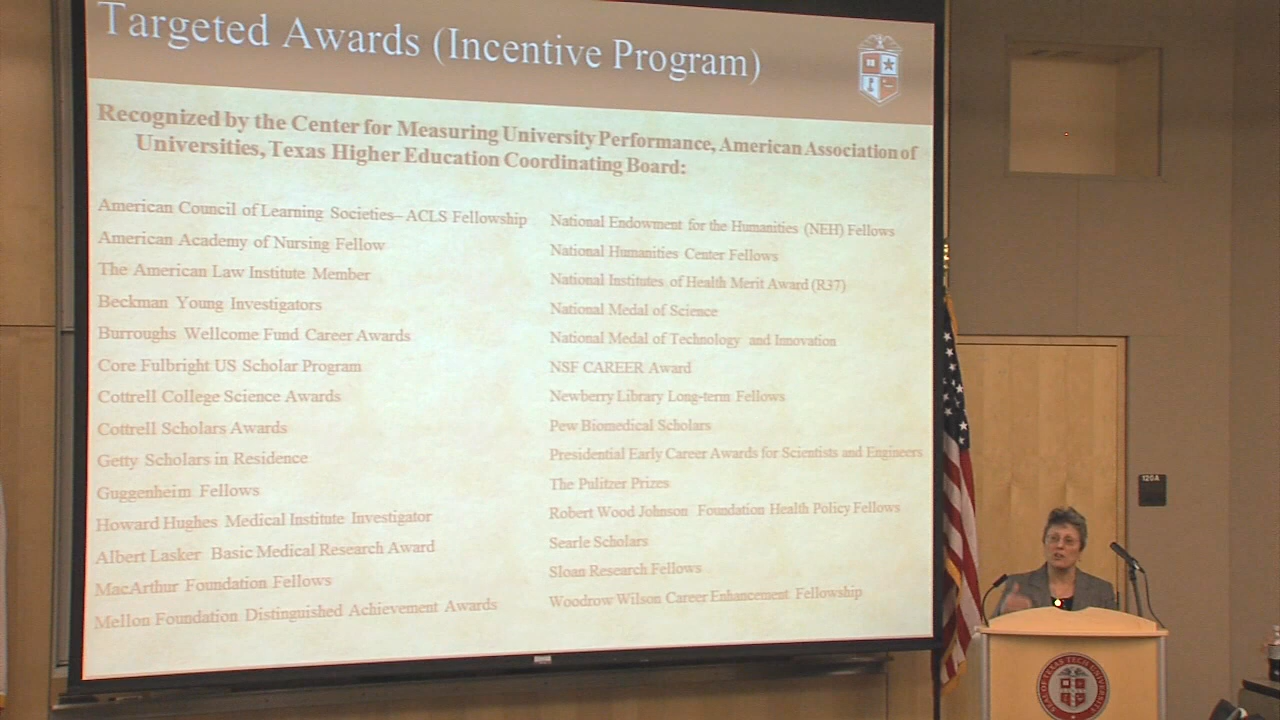 Targeted Awards (Incentive Program)
Recognized by the Center for Measuring University Performance, American Association of
Universities, Texas Higher Education Coordinating Board:
American Council of Learning Societies– ACLS Fellowship
American Academy of Nursing Fellow
The American Law Institute Member
Beckman Young Investigators
Burroughs Wellcome Fund Career Awards
Core Fulbright US Scholar Program
Cottrell College Science Awards
Cottrell Scholars Awards
Getty Scholars in Residence
Guggenheim Fellows
Howard Hughes Medical Institute Investigator
Albert Lasker Basic Medical Research Award
MacArthur Foundation Fellows
Mellon Foundation Distinguished Achievement Awards
National Endowment for the Humanities (NEH) Fellows
National Humanities Center Fellows
National Institutes of Health Merit Award (R37)
National Medal of Science
National Medal of Technology and Innovation
NSF CAREER Award
Newberry Library Long-term Fellows
Pew Biomedical Scholars
Presidential Early Career Awards for Scientists and Engineers
The Pulitzer Prizes
Robert Wood Johnson Foundation Health Policy Fellows
Searle Scholars
Sloan Research Fellows
Woodrow Wilson Career Enhancement Fellowship
120A
SEAL OF TEXAS TECH UNIVERSITY